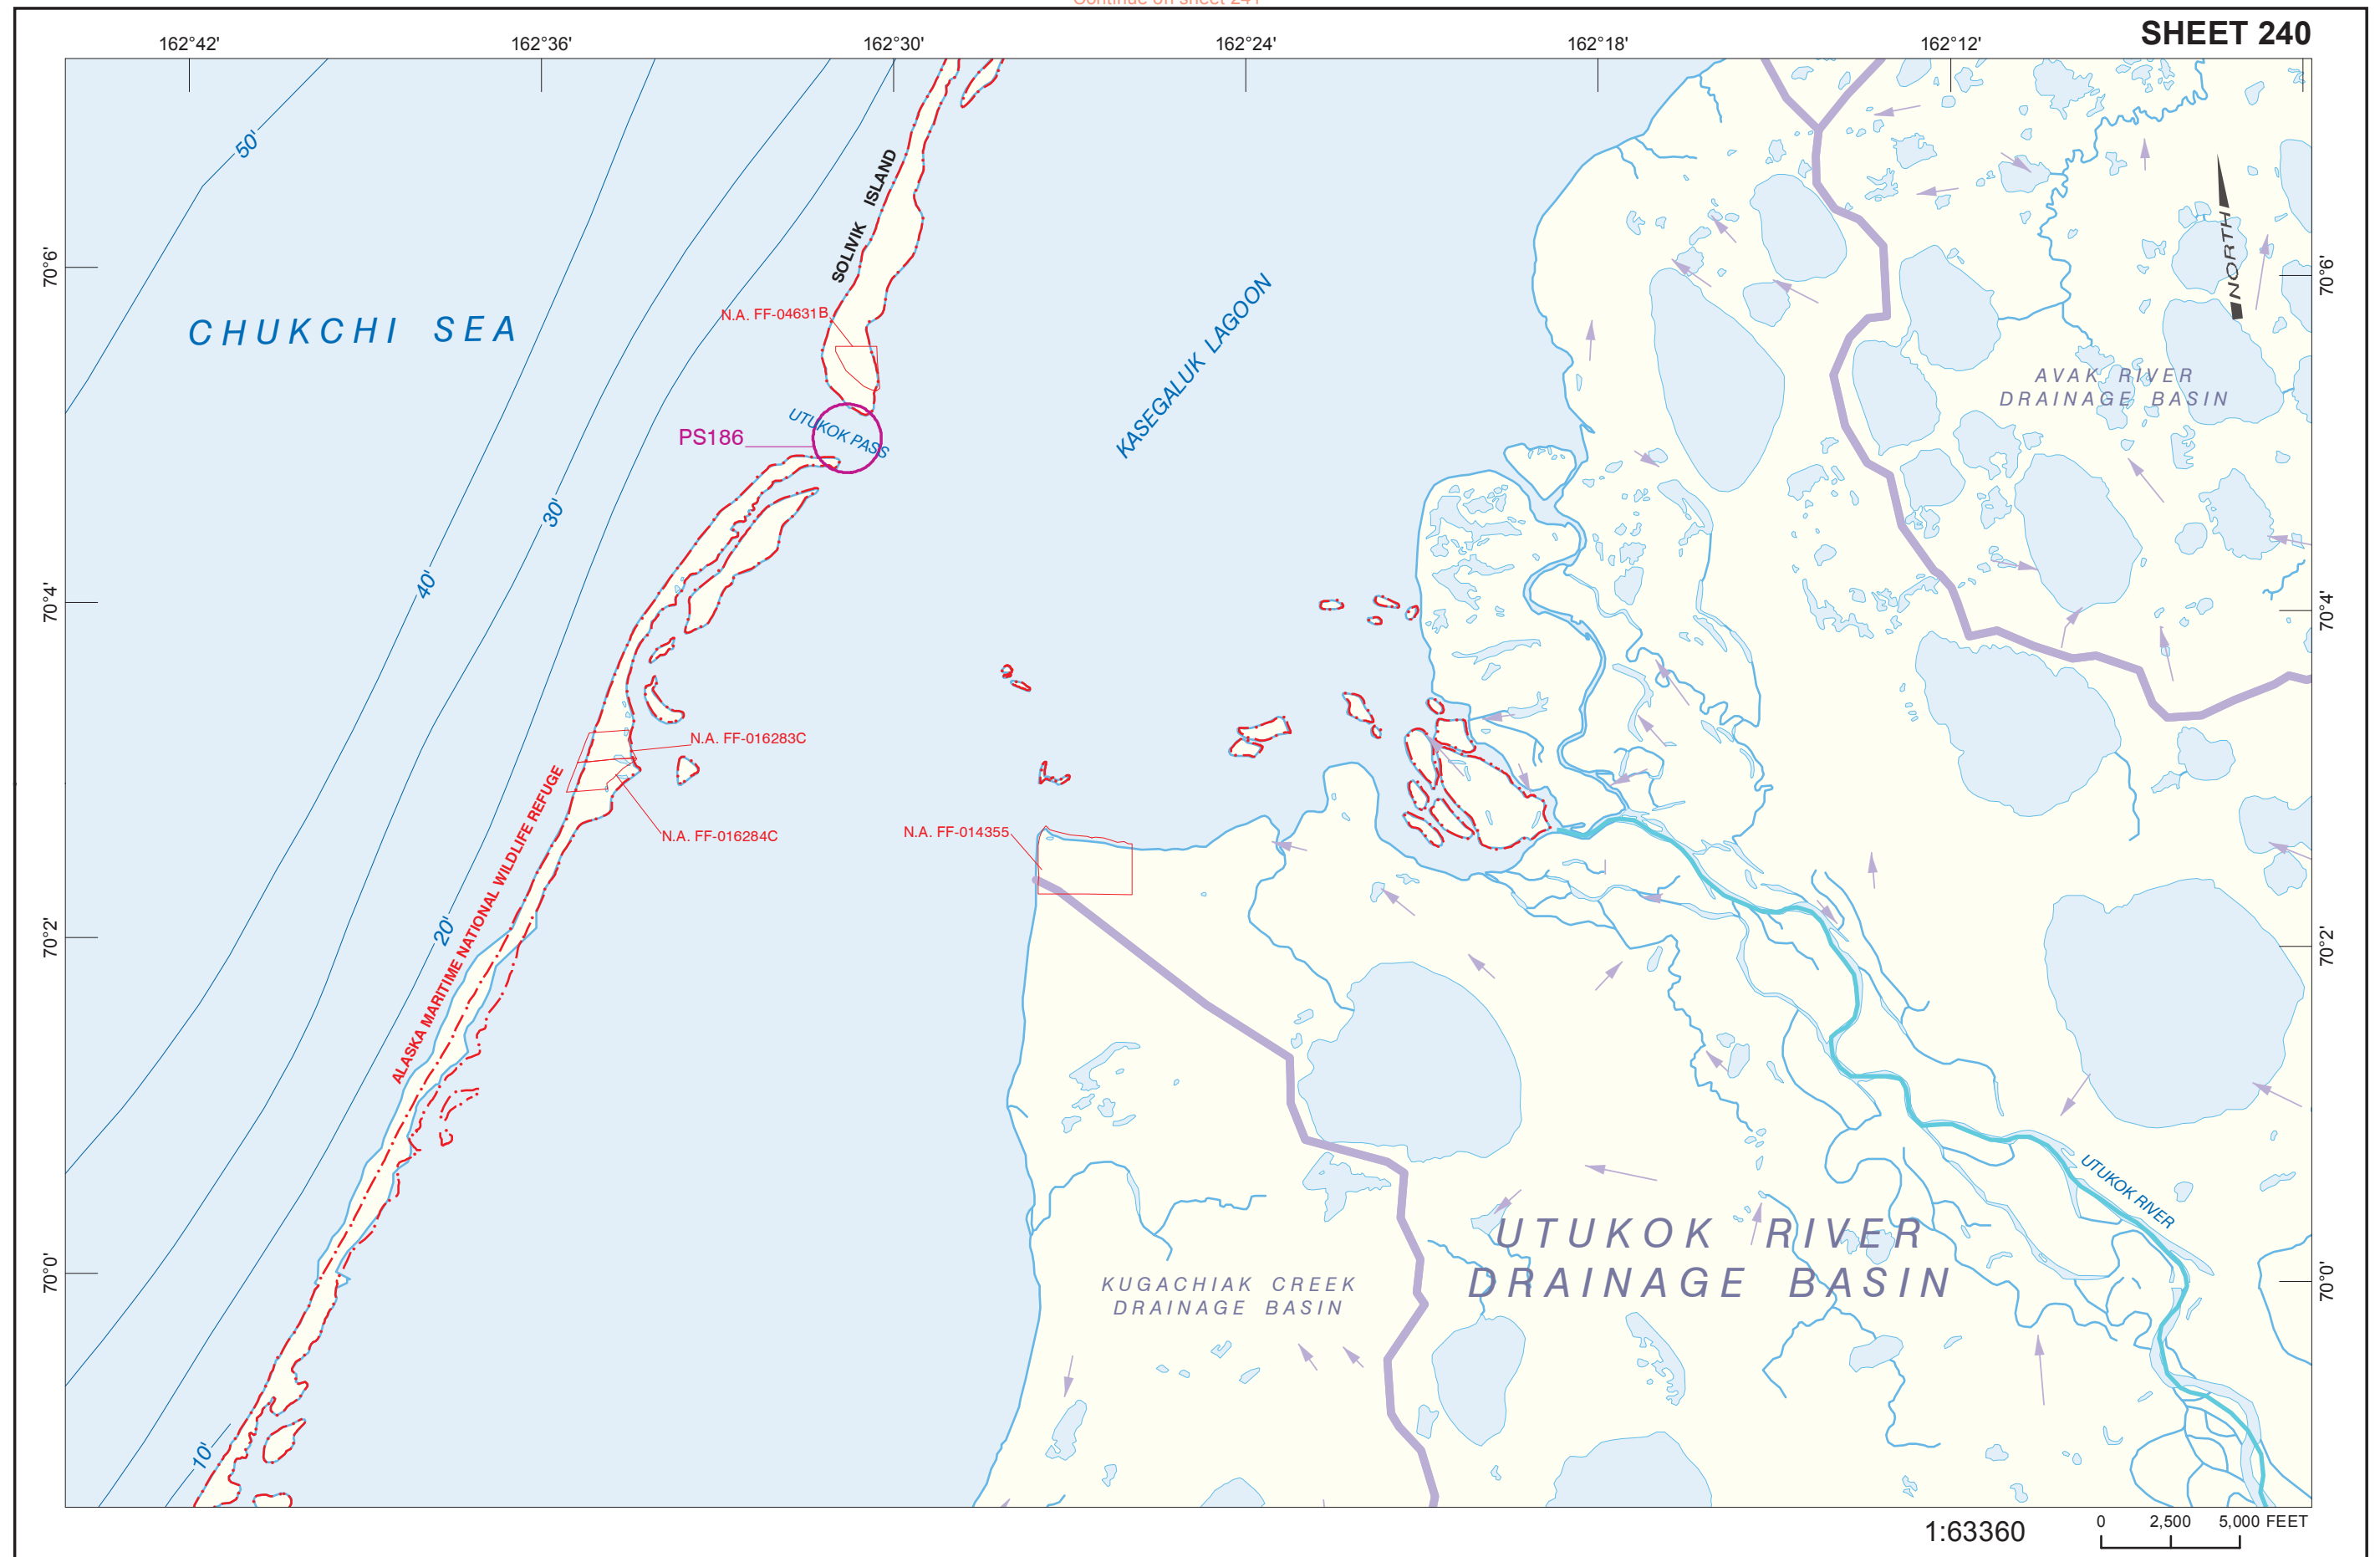 Continue on sheet 241
SHEET 240
162°42'
162°36'
162°30'
162°24'
162°18'
162°12'
50'
SOLIVIK ISLAND
70°6'
70°6'
NORTH
CHUKCHI SEA
N.A. FF-04631B
KASEGALUK LAGOON
AVAK RIVER
DRAINAGE BASIN
PS186
UTUKOK PASS
30'
40'
70°4'
70°4'
N.A. FF-016283C
ALASKA MARITIME NATIONAL WILDLIFE REFUGE
N.A. FF-016284C
N.A. FF-014355
20'
70°2'
70°2'
UTUKOK RIVER
UTUKOK RIVER
DRAINAGE BASIN
70°0'
70°0'
KUGACHIAK CREEK
DRAINAGE BASIN
10'
1:63360
0 2,500 5,000 FEET